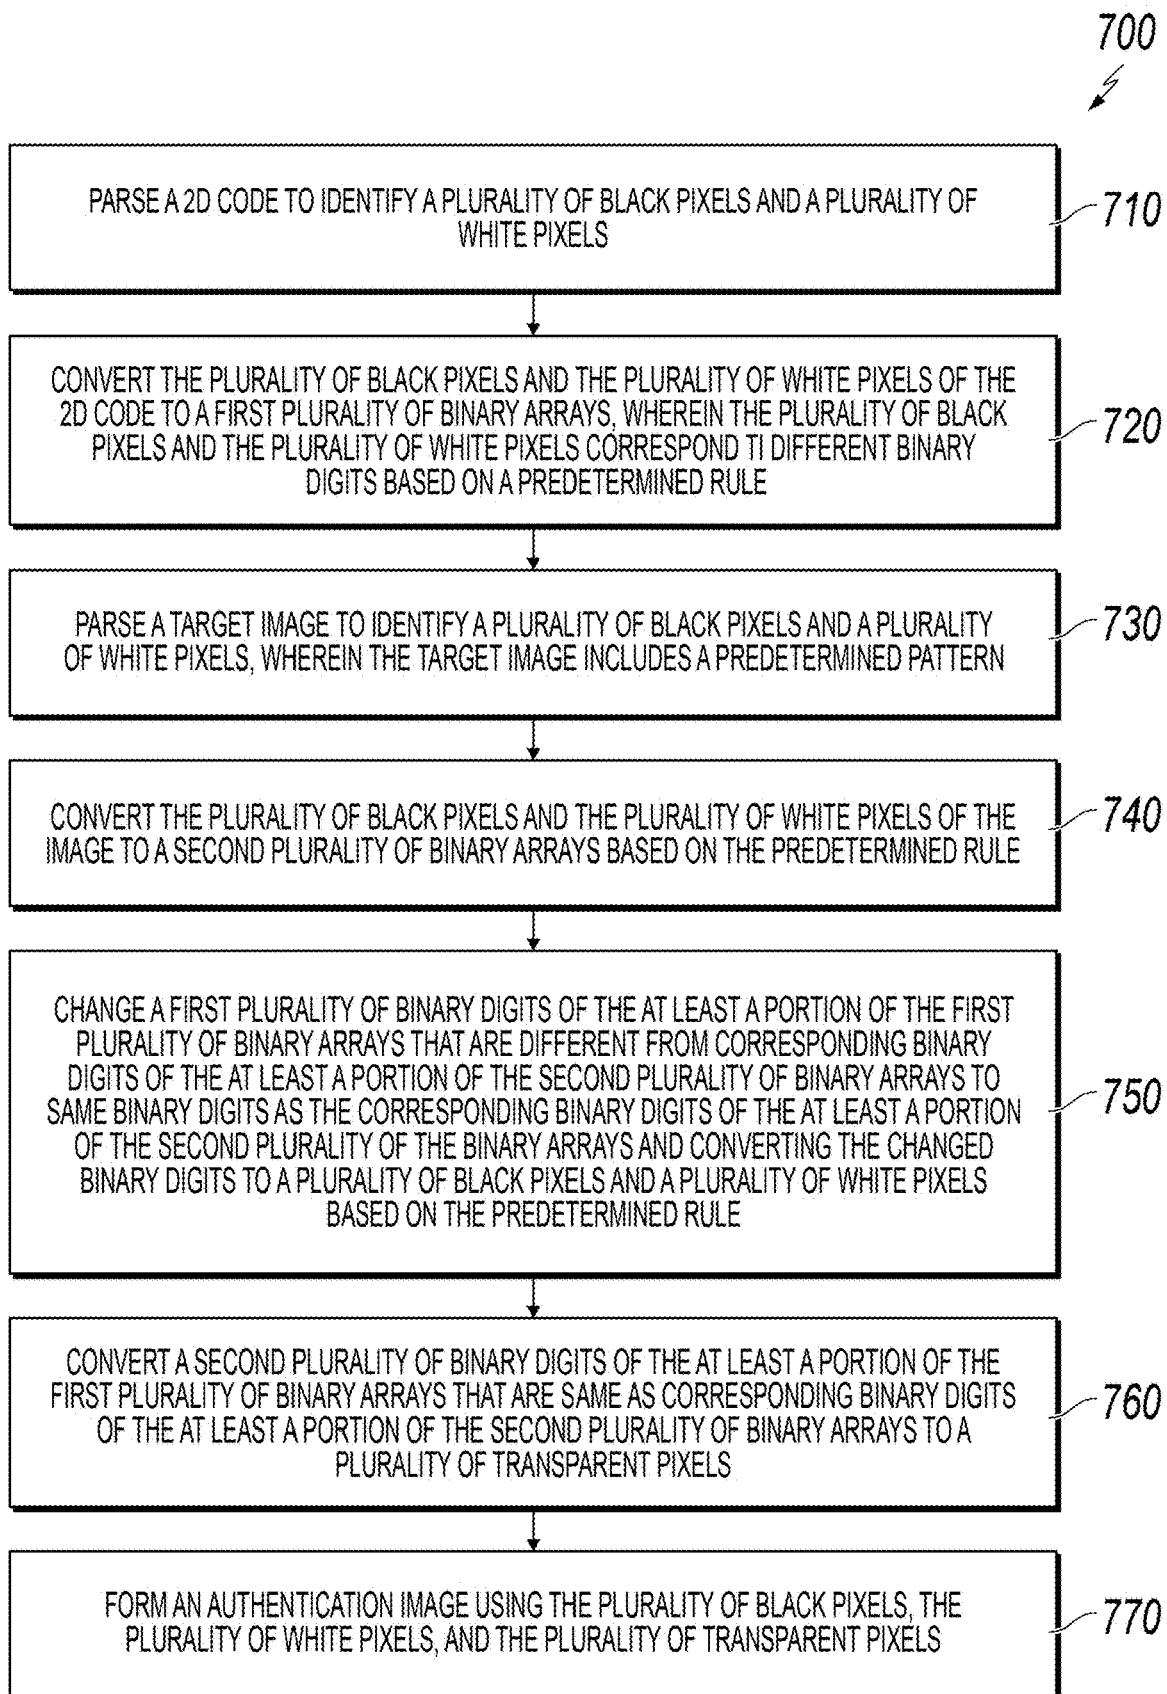 700
PARSE A 2D CODE TO IDENTIFY A PLURALITY OF BLACK PIXELS AND A PLURALITY OF
WHITE PIXELS
710
CONVERT THE PLURALITY OF BLACK PIXELS AND THE PLURALITY OF WHITE PIXELS OF THE
2D CODE TO A FIRST PLURALITY OF BINARY ARRAYS, WHEREIN THE PLURALITY OF BLACK
PIXELS AND THE PLURALITY OF WHITE PIXELS CORRESPOND TI DIFFERENT BINARY
DIGITS BASED ON A PREDETERMINED RULE
720
PARSE A TARGET IMAGE TO IDENTIFY A PLURALITY OF BLACK PIXELS AND A PLURALITY
OF WHITE PIXELS, WHEREIN THE TARGET IMAGE INCLUDES A PREDETERMINED PATTERN
730
CONVERT THE PLURALITY OF BLACK PIXELS AND THE PLURALITY OF WHITE PIXELS OF THE
IMAGE TO A SECOND PLURALITY OF BINARY ARRAYS BASED ON THE PREDETERMINED RULE
740
CHANGE A FIRST PLURALITY OF BINARY DIGITS OF THE AT LEAST A PORTION OF THE FIRST
PLURALITY OF BINARY ARRAYS THAT ARE DIFFERENT FROM CORRESPONDING BINARY
DIGITS OF THE AT LEAST A PORTION OF THE SECOND PLURALITY OF BINARY ARRAYS TO
SAME BINARY DIGITS AS THE CORRESPONDING BINARY DIGITS OF THE AT LEAST A PORTION
OF THE SECOND PLURALITY OF THE BINARY ARRAYS AND CONVERTING THE CHANGED
BINARY DIGITS TO A PLURALITY OF BLACK PIXELS AND A PLURALITY OF WHITE PIXELS
BASED ON THE PREDETERMINED RULE
750
CONVERT A SECOND PLURALITY OF BINARY DIGITS OF THE AT LEAST A PORTION OF THE
FIRST PLURALITY OF BINARY ARRAYS THAT ARE SAME AS CORRESPONDING BINARY DIGITS
OF THE AT LEAST A PORTION OF THE SECOND PLURALITY OF BINARY ARRAYS TO A
PLURALITY OF TRANSPARENT PIXELS
760
FORM AN AUTHENTICATION IMAGE USING THE PLURALITY OF BLACK PIXELS, THE
PLURALITY OF WHITE PIXELS, AND THE PLURALITY OF TRANSPARENT PIXELS
770